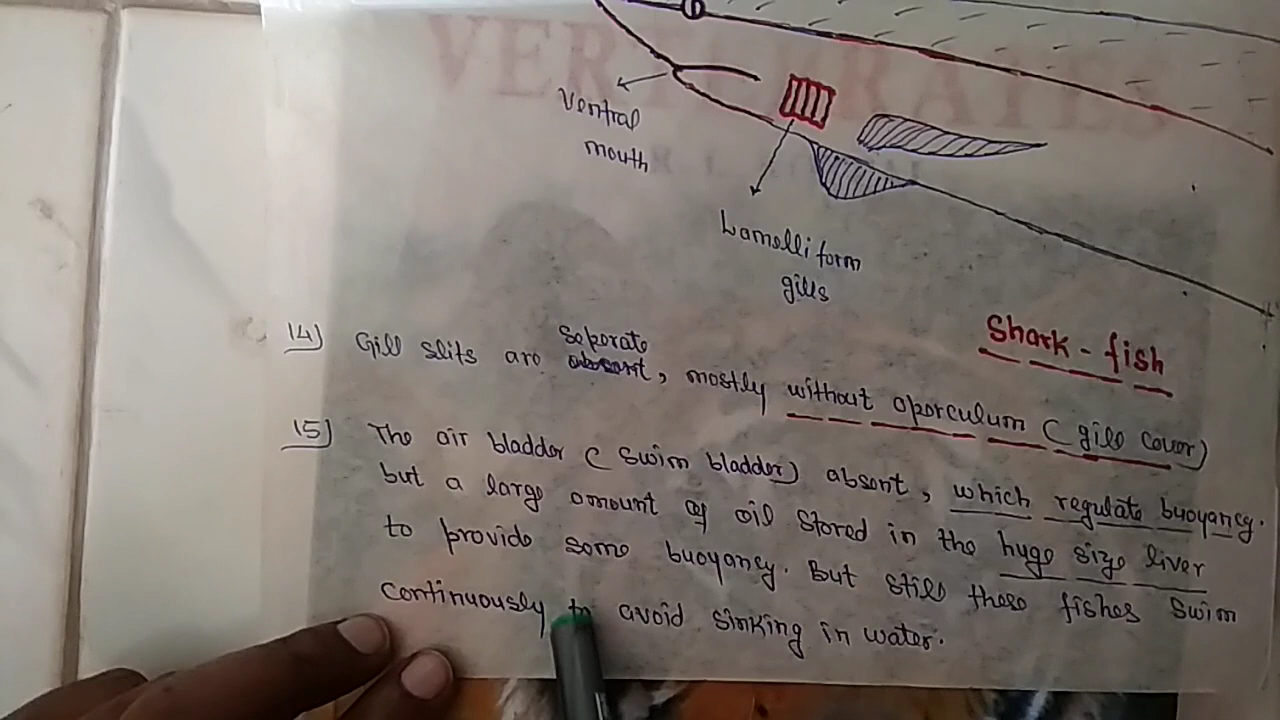 VERTEBRATES
Ventral
mouth
Lamelliform
gills
Shark - fish
14) Gill slits are separate, mostly without operculum (gill cover)
15) The air bladder (swim bladder) absent, which regulate buoyancy.
but a large amount of oil stored in the huge size liver
to provide some buoyancy. But still these fishes swim
continuously to avoid sinking in water.